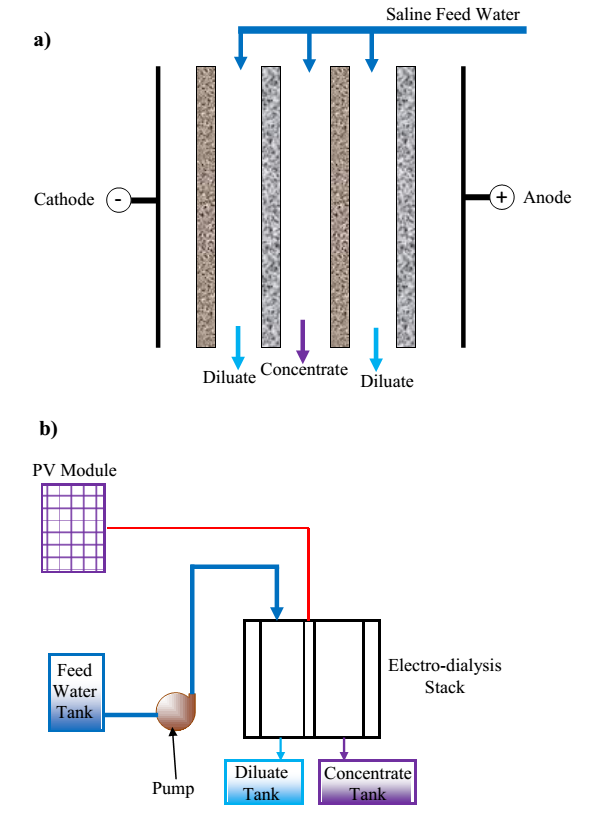 Saline Feed Water
a)
Cathode
-
+
Anode
Diluate
Concentrate
Diluate
b)
PV Module
Feed
Water
Tank
Pump
Electro-dialysis
Stack
Diluate
Tank
Concentrate
Tank